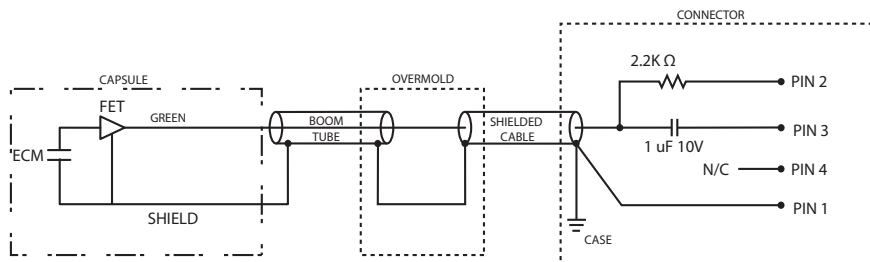 CONNECTOR
2.2K Ω
OVERMOLD
CAPSULE
PIN 2
FET
GREEN
BOOM
SHIELDED
TUBE
CABLE
PIN 3
ECM
1 uF 10V
N/C
PIN 4
PIN 1
SHIELD
CASE